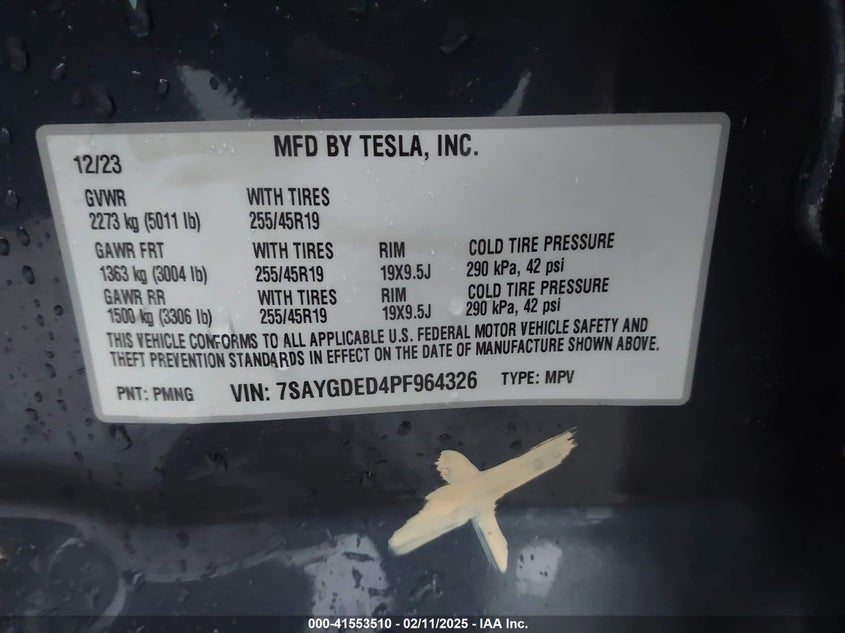 MFD BY TESLA, INC.
12/23
GVWR WITH TIRES
2273 kg (5011 lb) 255/45R19
GAWR FRT WITH TIRES RIM COLD TIRE PRESSURE
1363 kg (3004 lb) 255/45R19 19X9.5J 290 kPa, 42 psi
GAWR RR WITH TIRES RIM COLD TIRE PRESSURE
1500 kg (3306 lb) 255/45R19 19X9.5J 290 kPa, 42 psi
THIS VEHICLE CONFORMS TO ALL APPLICABLE U.S. FEDERAL MOTOR VEHICLE SAFETY AND
THEFT PREVENTION STANDARDS IN EFFECT ON THE DATE OF MANUFACTURE SHOWN ABOVE.
PNT: PMNG VIN: 7SAYGDED4PF964326 TYPE: MPV
000-41553510 - 02/11/2025 - IAA Inc.